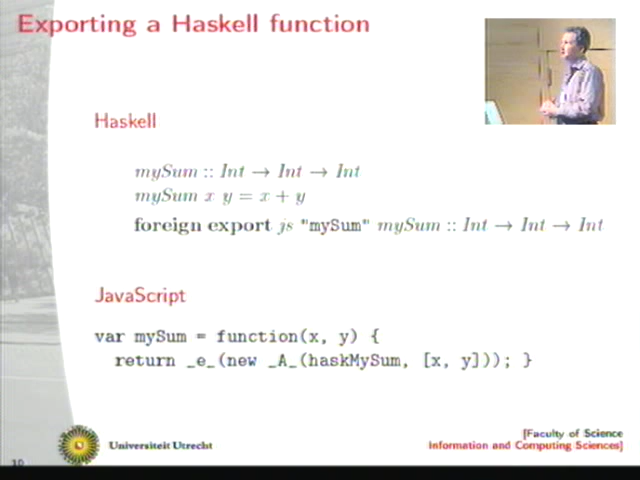 Exporting a Haskell function
Haskell
mySum :: Int → Int → Int
mySum x y = x + y
foreign export js "mySum" mySum :: Int → Int → Int
JavaScript
var mySum = function(x, y) {
return _e_(new _A_(haskMySum, [x, y])); }
Universiteit Utrecht
[Faculty of Science
Information and Computing Sciences]